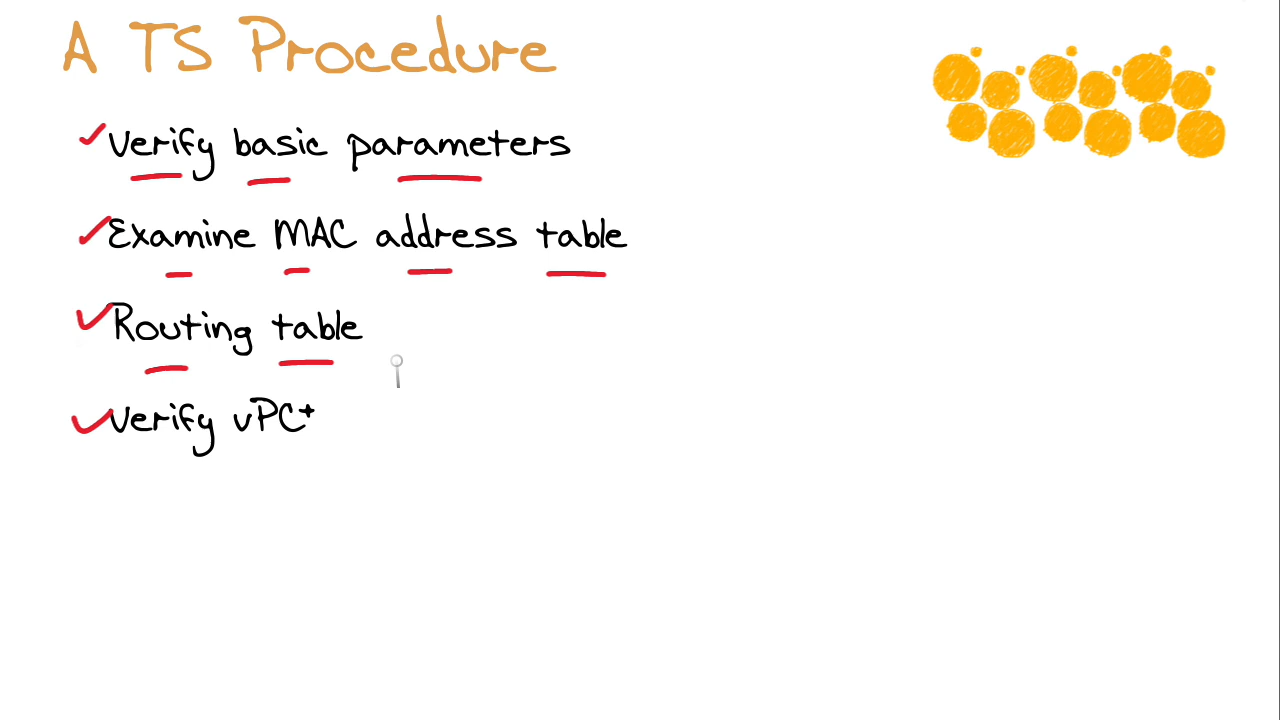 A TS Procedure
Verify basic parameters
Examine MAC address table
Routing table
Verify vPC+